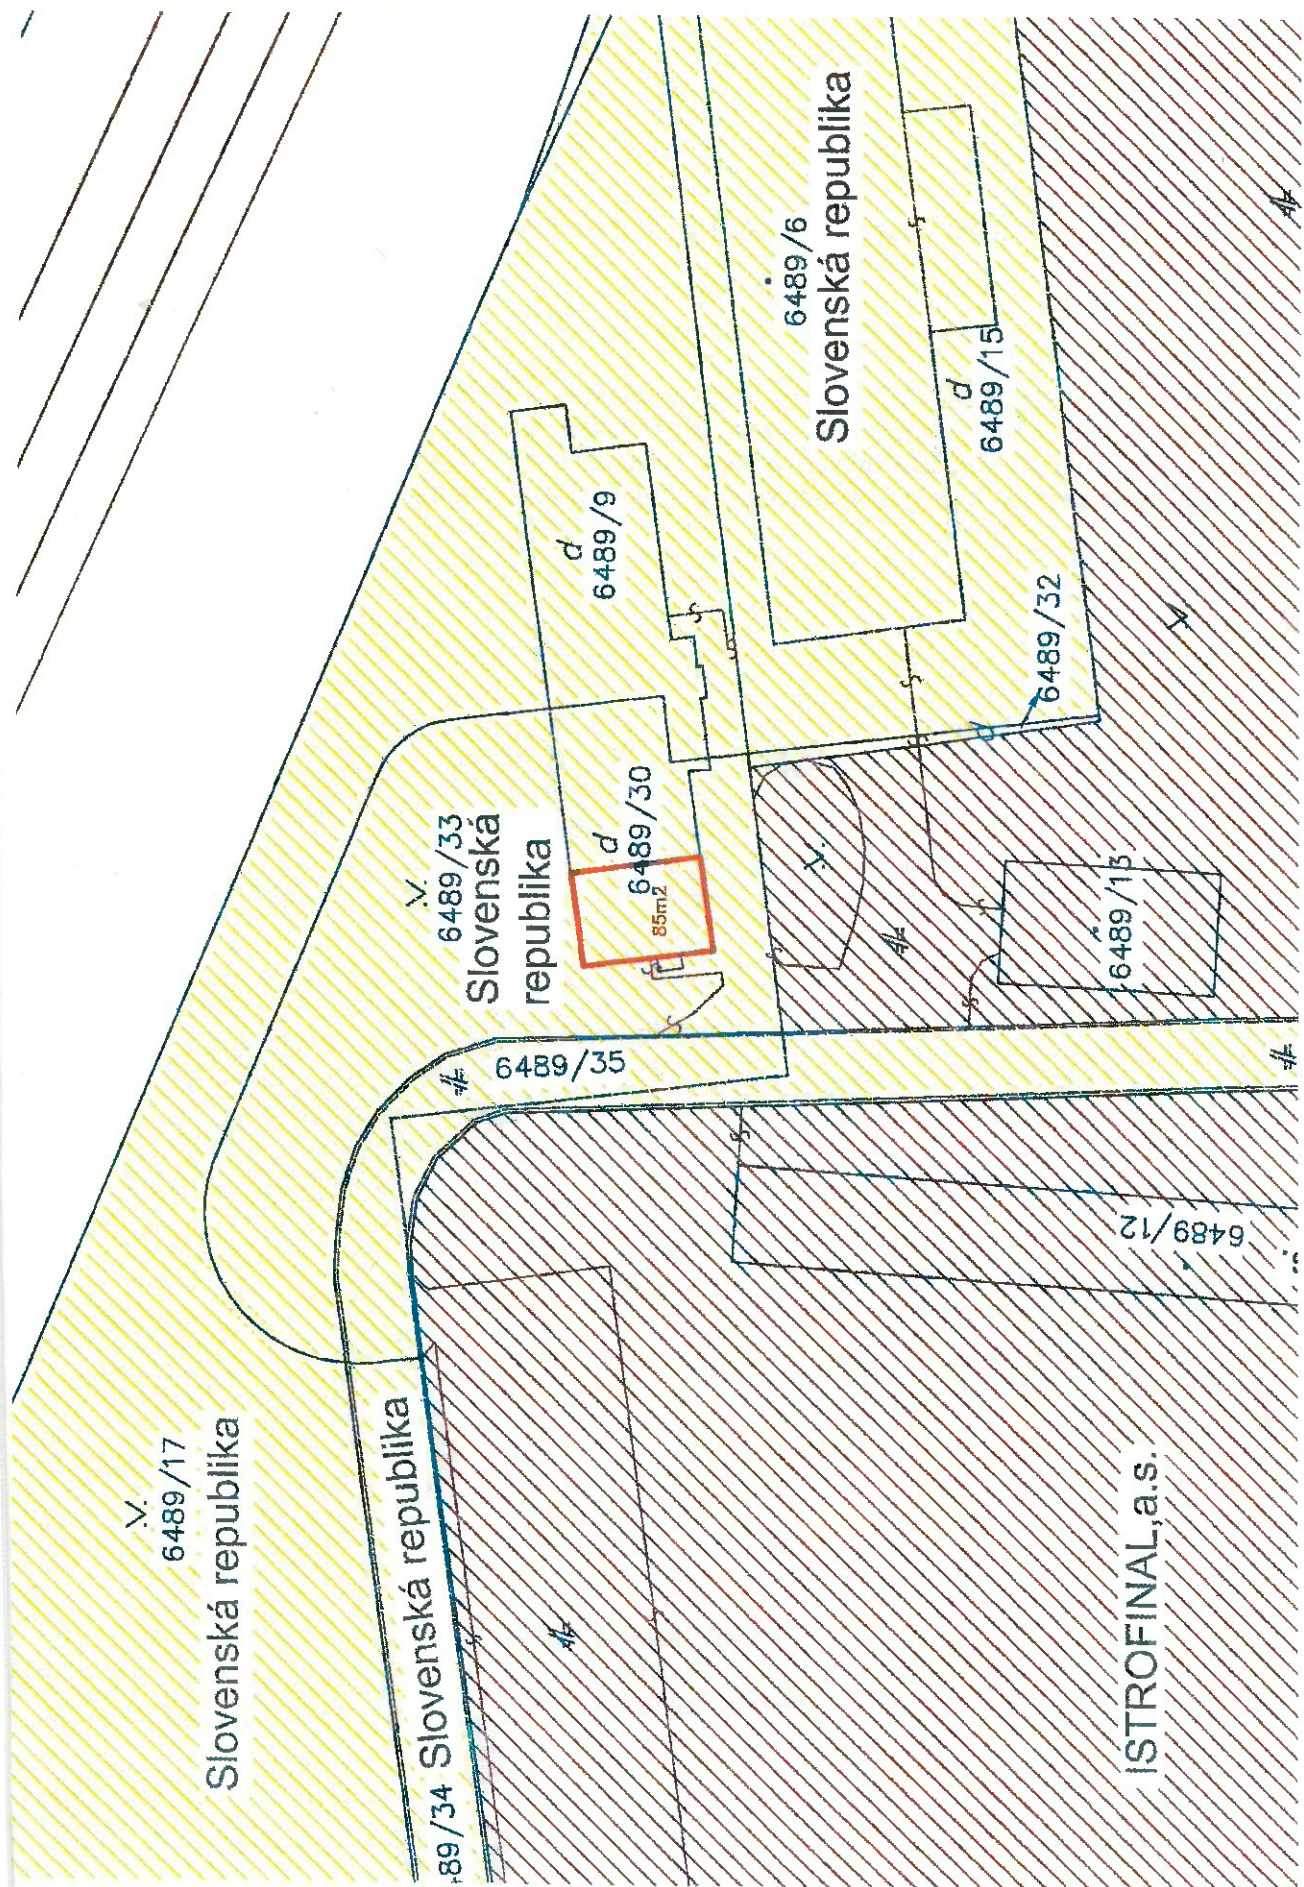 6489/17
Slovenská republika
89/34 Slovenská republika
6489/33
Slovenská
republika
6489/35
d
6489/30
85m2
d
6489/9
6489/6
Slovenská republika
d
6489/15
6489/32
6489/13
6489/12
ISTROFINAL,a.s.